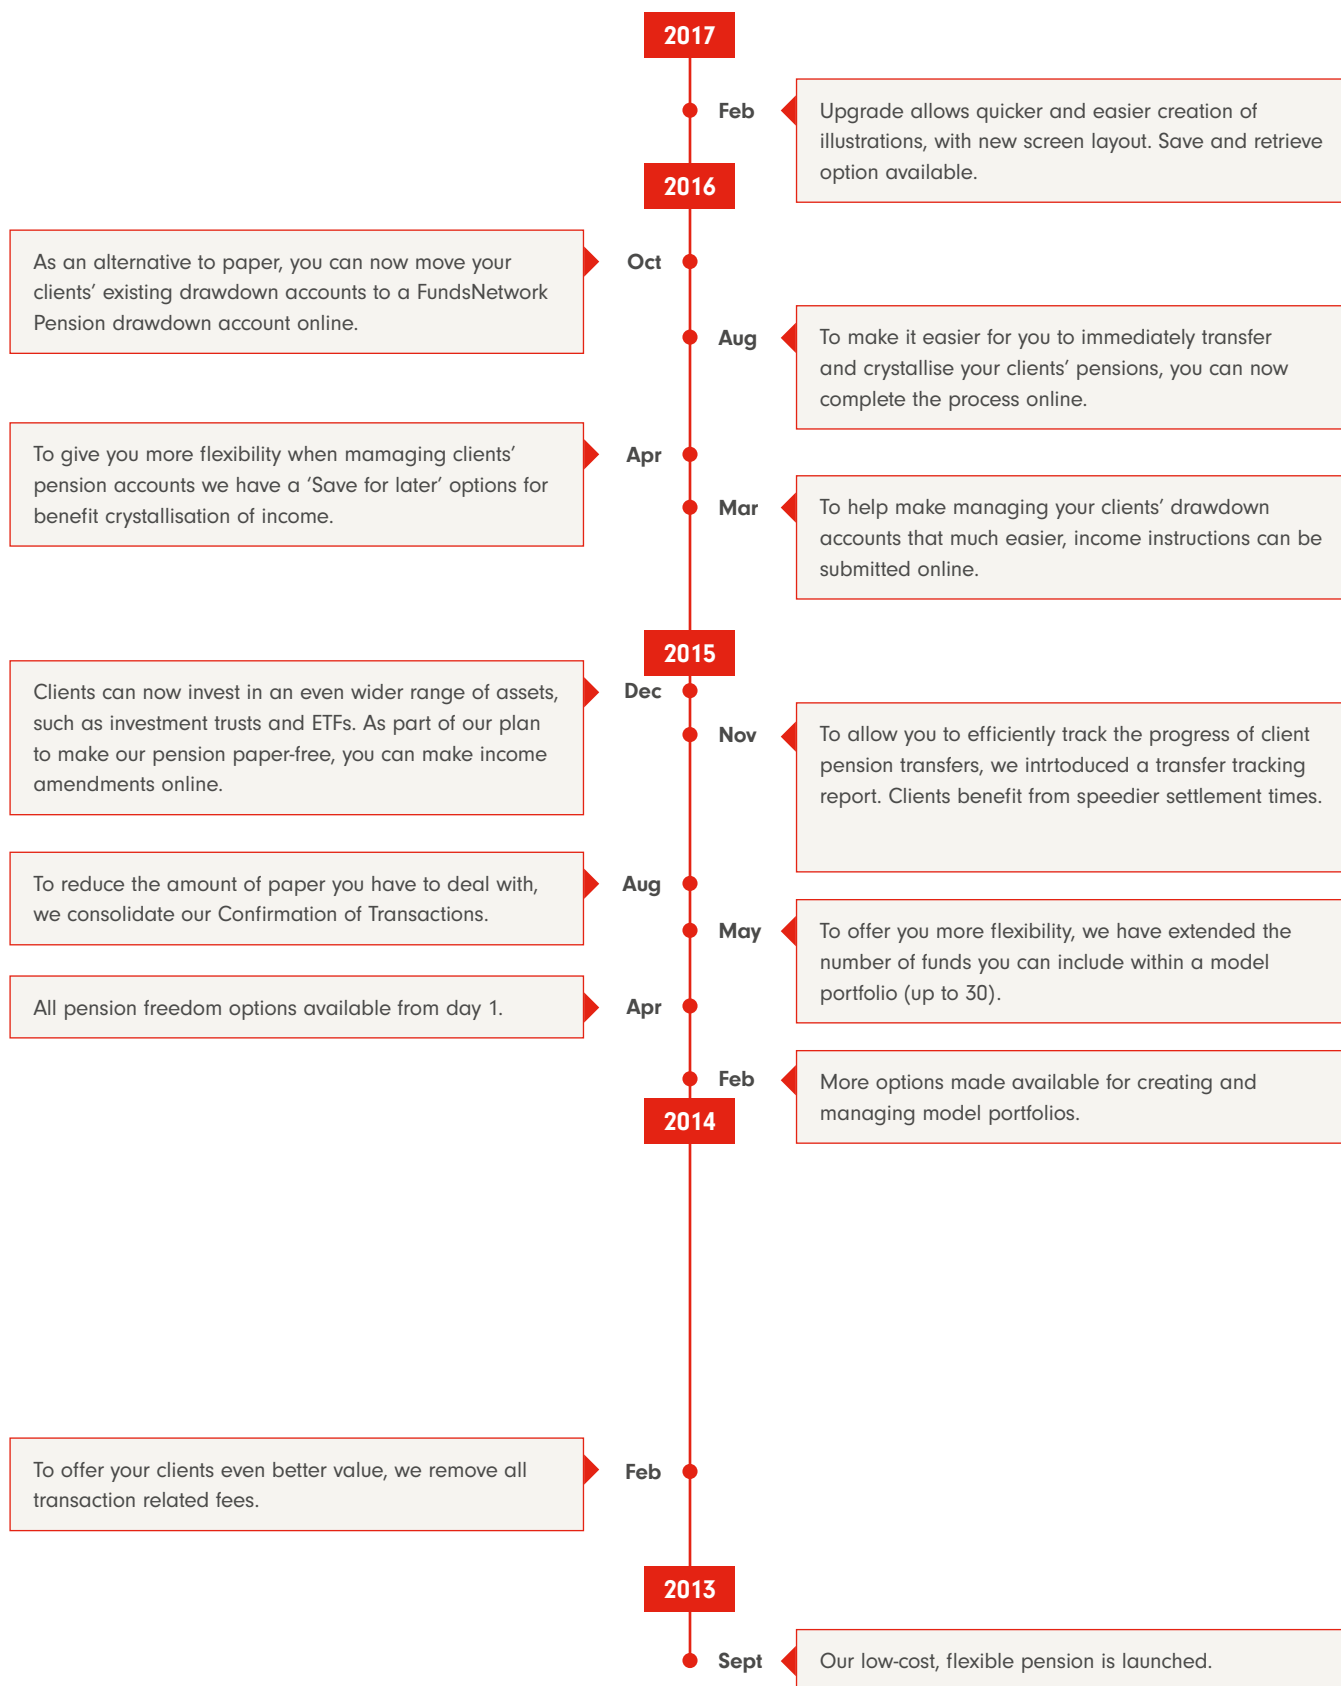 2017
Feb
Upgrade allows quicker and easier creation of
illustrations, with new screen layout. Save and retrieve
option available.
2016
Oct
As an alternative to paper, you can now move your
clients’ existing drawdown accounts to a FundsNetwork
Pension drawdown account online.
Aug
To make it easier for you to immediately transfer
and crystallise your clients’ pensions, you can now
complete the process online.
Apr
To give you more flexibility when mamaging clients’
pension accounts we have a ‘Save for later’ options for
benefit crystallisation of income.
Mar
To help make managing your clients’ drawdown
accounts that much easier, income instructions can be
submitted online.
2015
Dec
Clients can now invest in an even wider range of assets,
such as investment trusts and ETFs. As part of our plan
to make our pension paper-free, you can make income
amendments online.
Nov
To allow you to efficiently track the progress of client
pension transfers, we intrtoduced a transfer tracking
report. Clients benefit from speedier settlement times.
Aug
To reduce the amount of paper you have to deal with,
we consolidate our Confirmation of Transactions.
May
To offer you more flexibility, we have extended the
number of funds you can include within a model
portfolio (up to 30).
Apr
All pension freedom options available from day 1.
Feb
More options made available for creating and
managing model portfolios.
2014
Feb
To offer your clients even better value, we remove all
transaction related fees.
2013
Sept
Our low-cost, flexible pension is launched.